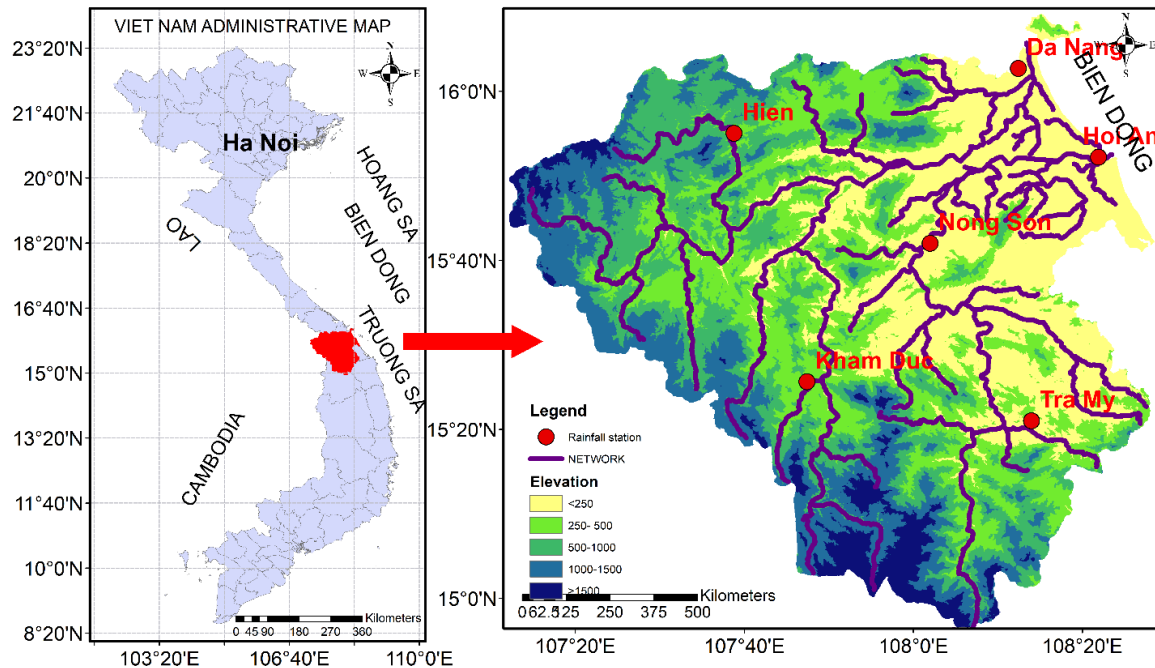 VIET NAM ADMINISTRATIVE MAP
23°20'N
21°40'N
20°0'N
18°20'N
16°40'N
15°0'N
13°20'N
11°40'N
10°0'N
8°20'N
N
W E
S
Ha Noi
HOANG SA
BIEN DONG
LAO
TRUONG SA
CAMBODIA
Kilometers
0 45 90 180 270 360
103°20'E 106°40'E 110°0'E
16°0'N
15°40'N
15°20'N
15°0'N
N
W E
S
Da Nang
BIEN DONG
Hien
Hoi An
Nong Son
Kham Duc
Tra My
Legend
Rainfall station
NETWORK
Elevation
<250
250- 500
500-1000
1000-1500
>1500
Kilometers
0 62.5 125 250 375 500
107°20'E 107°40'E 108°0'E 108°20'E